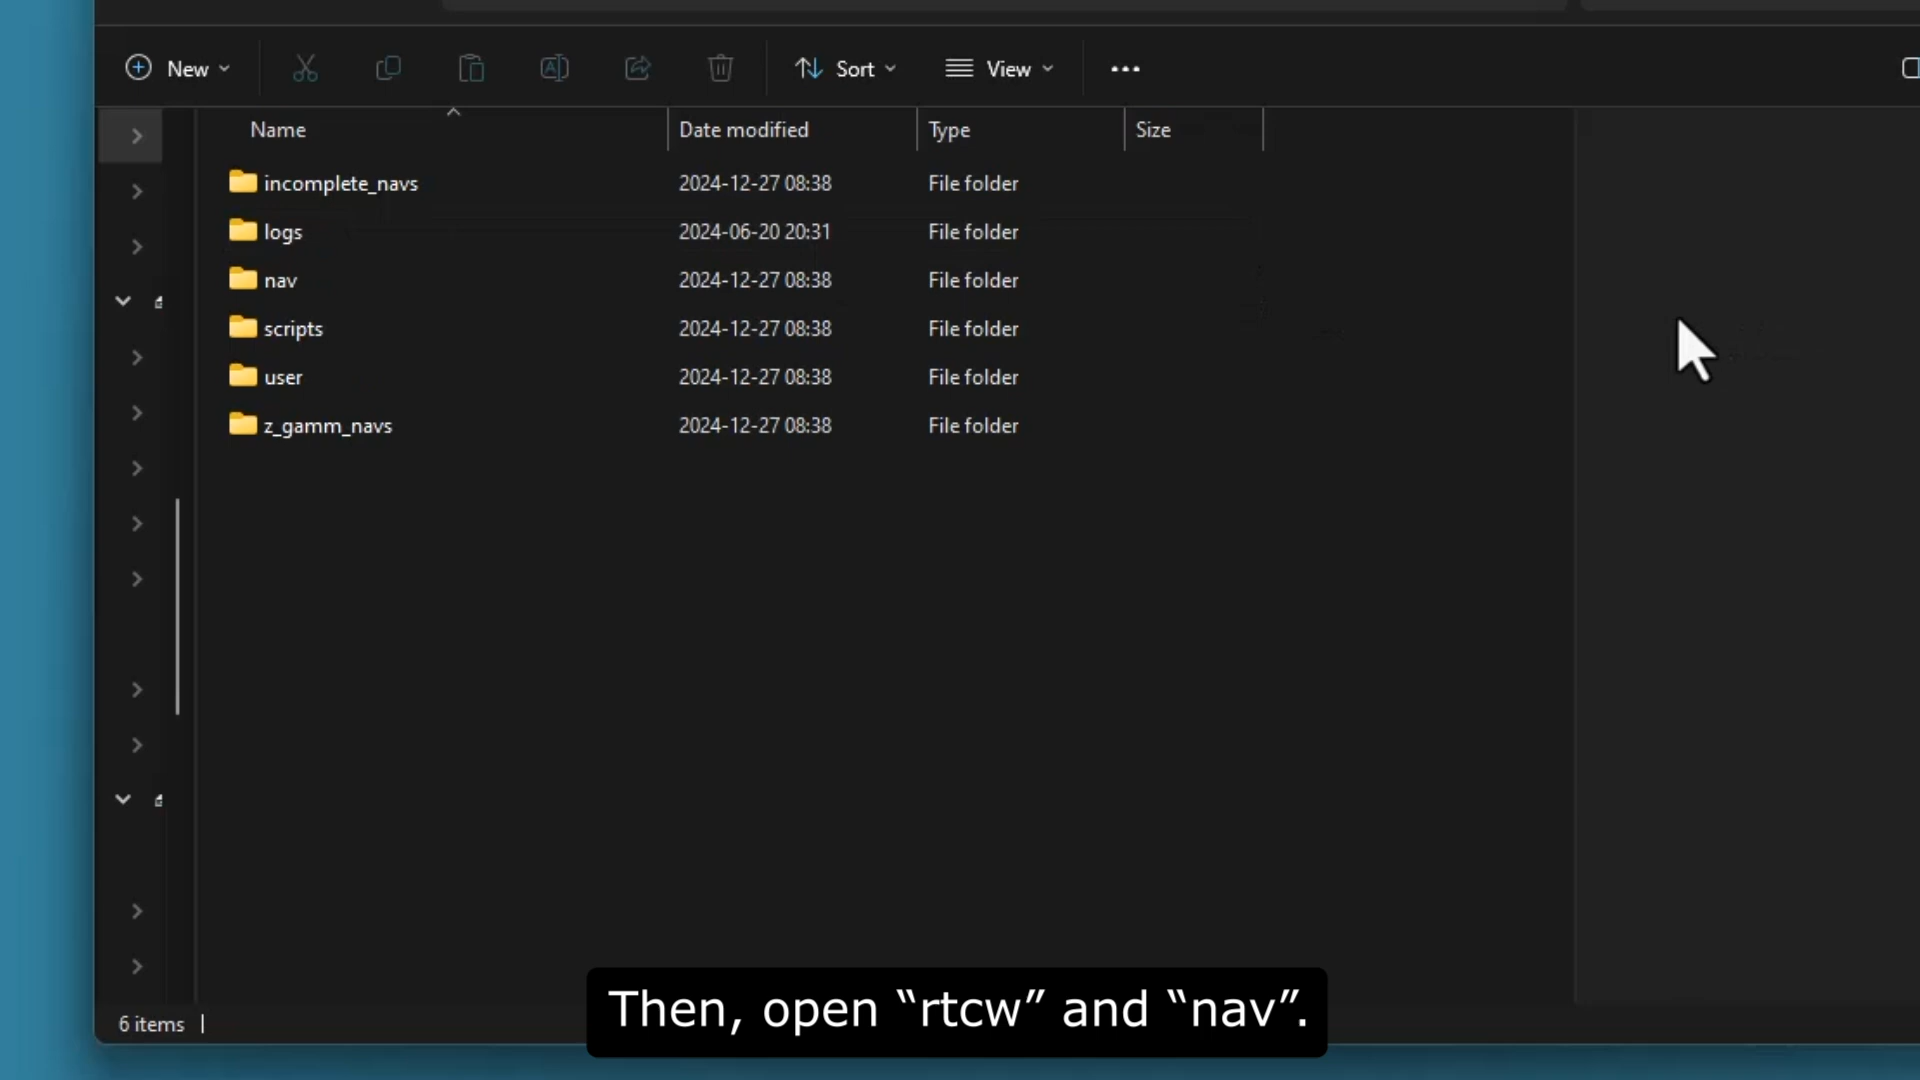 New Sort View
Name Date modified Type Size
incomplete_navs 2024-12-27 08:38 File folder
logs 2024-06-20 20:31 File folder
nav 2024-12-27 08:38 File folder
scripts 2024-12-27 08:38 File folder
user 2024-12-27 08:38 File folder
z_gamm_navs 2024-12-27 08:38 File folder
6 items
Then, open “rtcw” and “nav”.